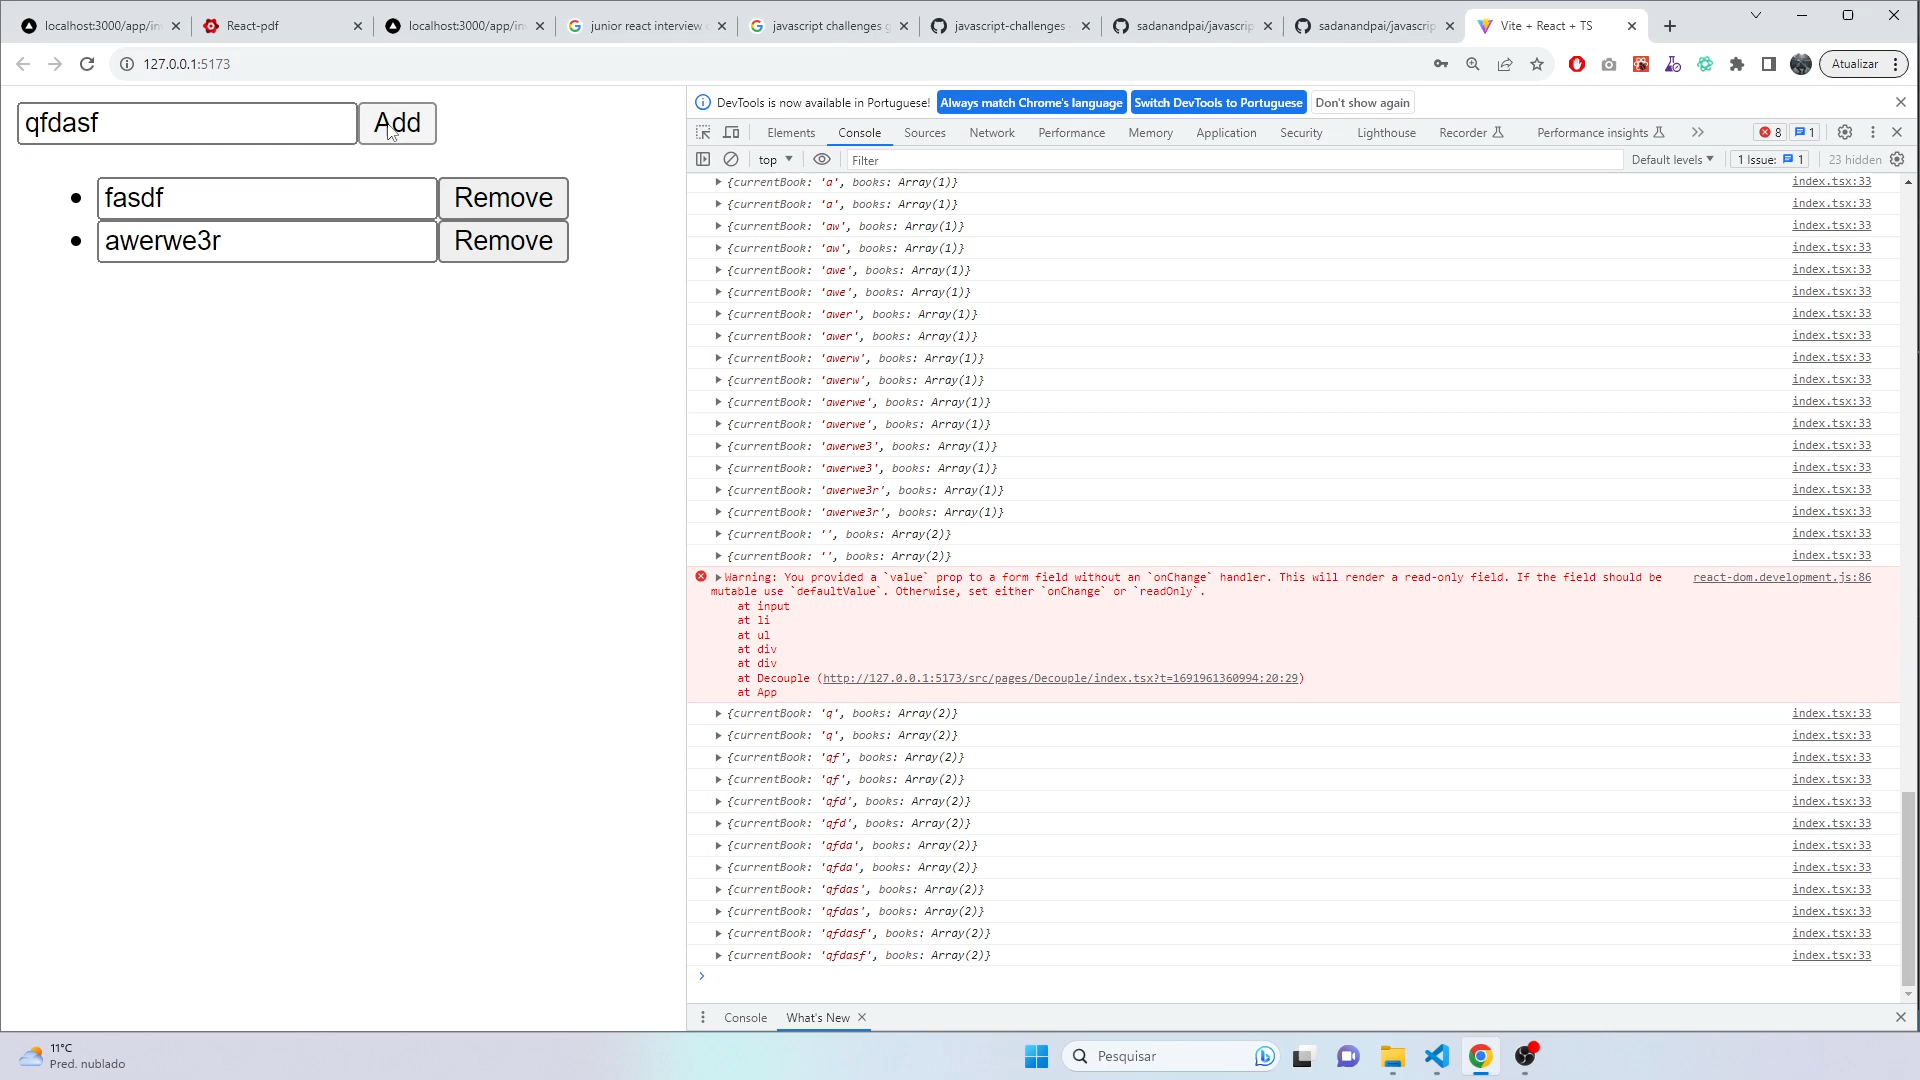 localhost:3000/app/in
React-pdf
localhost:3000/app/in
junior react interview
javascript challenges g
javascript-challenges
sadanandpai/javascrip
sadanandpai/javascrip
Vite + React + TS
127.0.0.1:5173
Atualizar
qfdasf
Add
fasdf
Remove
awerwe3r
Remove
DevTools is now available in Portuguese!
Always match Chrome's language
Switch DevTools to Portuguese
Don't show again
Elements Console Sources Network Performance Memory Application Security Lighthouse Recorder Performance insights 8 1
top Filter Default levels 1 Issue: 1 23 hidden
{currentBook: 'a', books: Array(1)} index.tsx:33
{currentBook: 'a', books: Array(1)} index.tsx:33
{currentBook: 'aw', books: Array(1)} index.tsx:33
{currentBook: 'aw', books: Array(1)} index.tsx:33
{currentBook: 'awe', books: Array(1)} index.tsx:33
{currentBook: 'awe', books: Array(1)} index.tsx:33
{currentBook: 'awer', books: Array(1)} index.tsx:33
{currentBook: 'awer', books: Array(1)} index.tsx:33
{currentBook: 'awerw', books: Array(1)} index.tsx:33
{currentBook: 'awerw', books: Array(1)} index.tsx:33
{currentBook: 'awerwe', books: Array(1)} index.tsx:33
{currentBook: 'awerwe', books: Array(1)} index.tsx:33
{currentBook: 'awerwe3', books: Array(1)} index.tsx:33
{currentBook: 'awerwe3', books: Array(1)} index.tsx:33
{currentBook: 'awerwe3r', books: Array(1)} index.tsx:33
{currentBook: 'awerwe3r', books: Array(1)} index.tsx:33
{currentBook: '', books: Array(2)} index.tsx:33
{currentBook: '', books: Array(2)} index.tsx:33
Warning: You provided a `value` prop to a form field without an `onChange` handler. This will render a read-only field. If the field should be react-dom.development.js:86
mutable use `defaultValue`. Otherwise, set either `onChange` or `readOnly`.
at input
at li
at ul
at div
at div
at Decouple (http://127.0.0.1:5173/src/pages/Decouple/index.tsx?t=1691961360994:20:29)
at App
{currentBook: 'q', books: Array(2)} index.tsx:33
{currentBook: 'q', books: Array(2)} index.tsx:33
{currentBook: 'qf', books: Array(2)} index.tsx:33
{currentBook: 'qf', books: Array(2)} index.tsx:33
{currentBook: 'qfd', books: Array(2)} index.tsx:33
{currentBook: 'qfd', books: Array(2)} index.tsx:33
{currentBook: 'qfda', books: Array(2)} index.tsx:33
{currentBook: 'qfda', books: Array(2)} index.tsx:33
{currentBook: 'qfdas', books: Array(2)} index.tsx:33
{currentBook: 'qfdas', books: Array(2)} index.tsx:33
{currentBook: 'qfdasf', books: Array(2)} index.tsx:33
{currentBook: 'qfdasf', books: Array(2)} index.tsx:33
Console What's New
11°C
Pred. nublado
Pesquisar